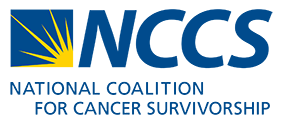 NCCS
NATIONAL COALITION
FOR CANCER SURVIVORSHIP